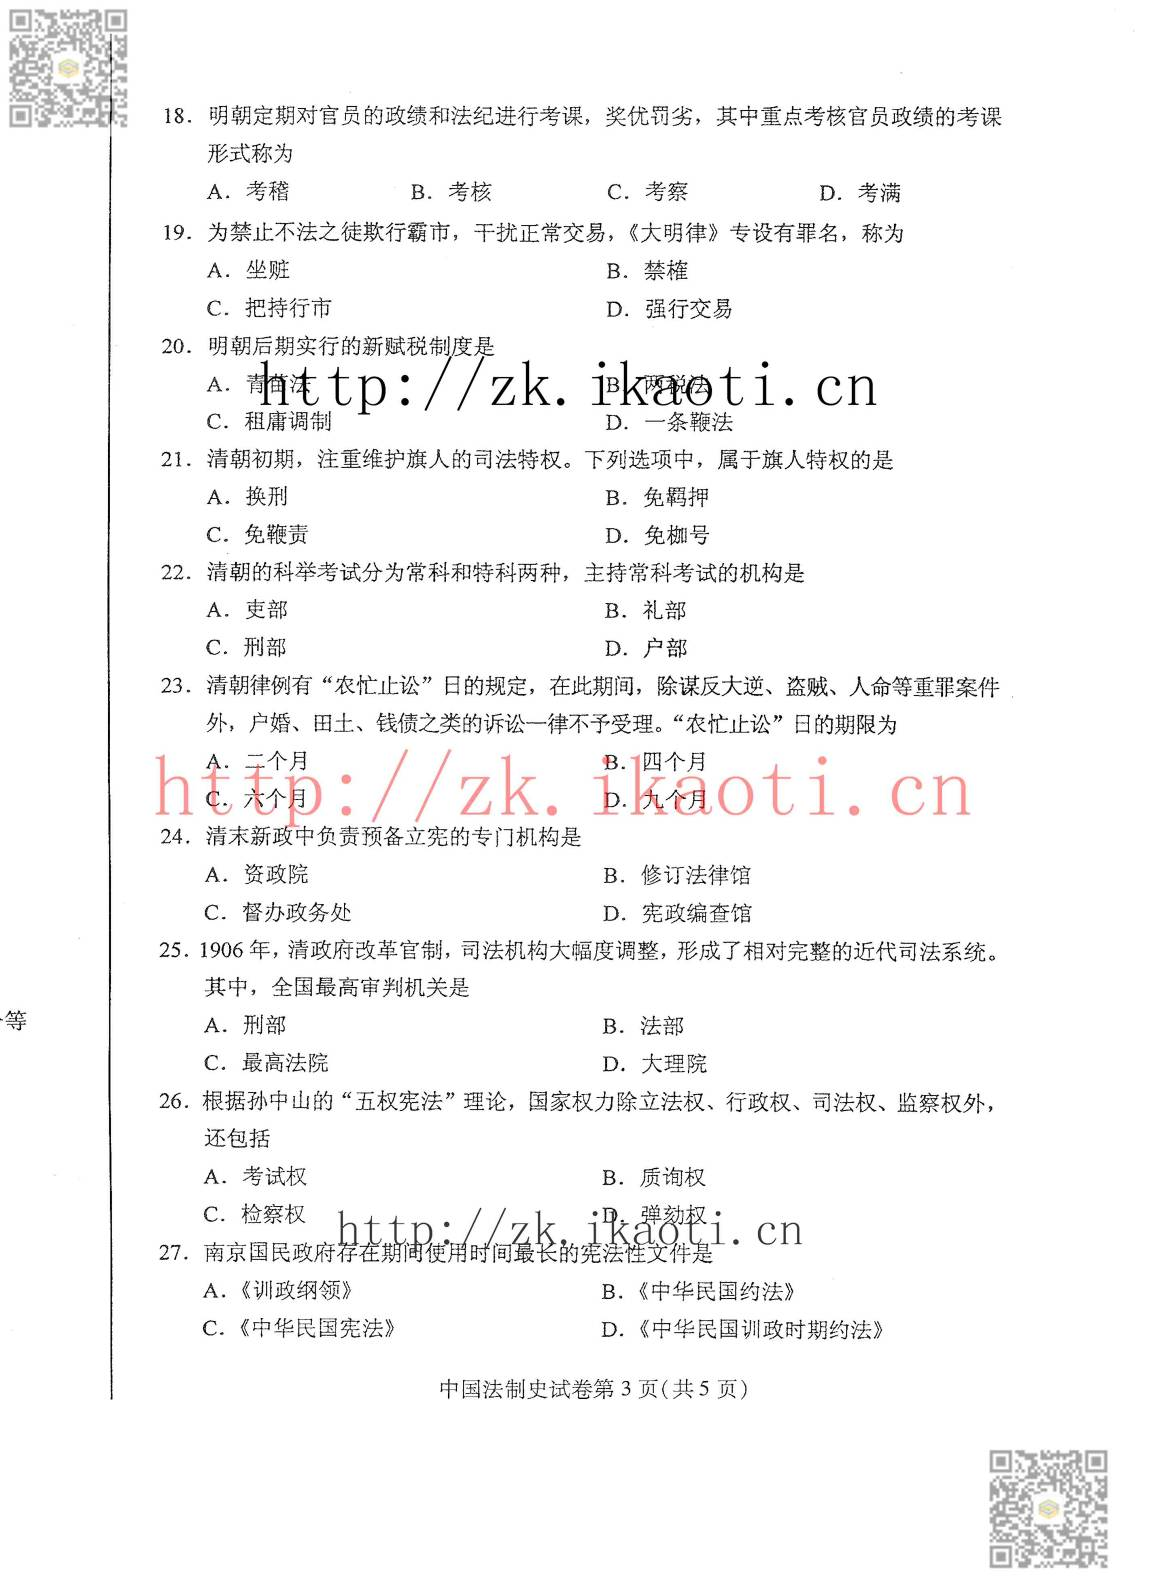 18. 明朝定期对官员的政绩和法纪进行考课，奖优罚劣，其中重点考核官员政绩的考课
形式称为
A. 考稽 B. 考核 C. 考察 D. 考满
19. 为禁止不法之徒欺行霸市，干扰正常交易，《大明律》专设有罪名，称为
A. 坐赃 B. 禁榷
C. 把持行市 D. 强行交易
20. 明朝后期实行的新赋税制度是
A. 青苗法 B. 两税法
http://zk.ikaoti.cn
C. 租庸调制 D. 一条鞭法
21. 清朝初期，注重维护旗人的司法特权。下列选项中，属于旗人特权的是
A. 换刑 B. 免羁押
C. 免鞭责 D. 免枷号
22. 清朝的科举考试分为常科和特科两种，主持常科考试的机构是
A. 吏部 B. 礼部
C. 刑部 D. 户部
23. 清朝律例有“农忙止讼”日的规定，在此期间，除谋反大逆、盗贼、人命等重罪案件
外，户婚、田土、钱债之类的诉讼一律不予受理。“农忙止讼”日的期限为
A. 二个月 B. 四个月
http://zk.ikaoti.cn
C. 六个月 D. 九个月
24. 清末新政中负责预备立宪的专门机构是
A. 资政院 B. 修订法律馆
C. 督办政务处 D. 宪政编查馆
25. 1906 年，清政府改革官制，司法机构大幅度调整，形成了相对完整的近代司法系统。
其中，全国最高审判机关是
A. 刑部 B. 法部
C. 最高法院 D. 大理院
26. 根据孙中山的“五权宪法”理论，国家权力除立法权、行政权、司法权、监察权外，
还包括
A. 考试权 B. 质询权
C. 检察权 D. 弹劾权
http://zk.ikaoti.cn
27. 南京国民政府存在期间使用时间最长的宪法性文件是
A.《训政纲领》 B.《中华民国约法》
C.《中华民国宪法》 D.《中华民国训政时期约法》
中国法制史试卷第 3 页(共 5 页)
等